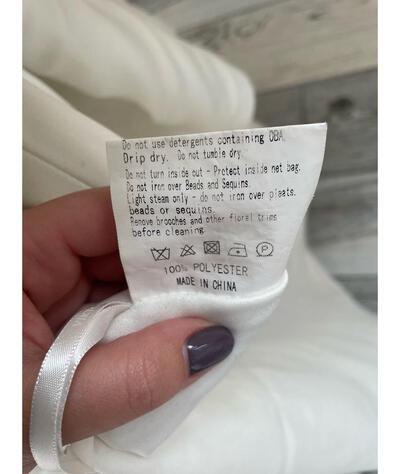 Do not use detergents containing OBA.
Drip dry. Do not tumble dry
Do not turn inside out - Protect inside net bag.
Do not iron over Beads and Sequins.
Light steam only - do not iron over pleats.
beads or sequins.
Remove brooches and other floral trims
before cleaning.
P
100% POLYESTER
MADE IN CHINA